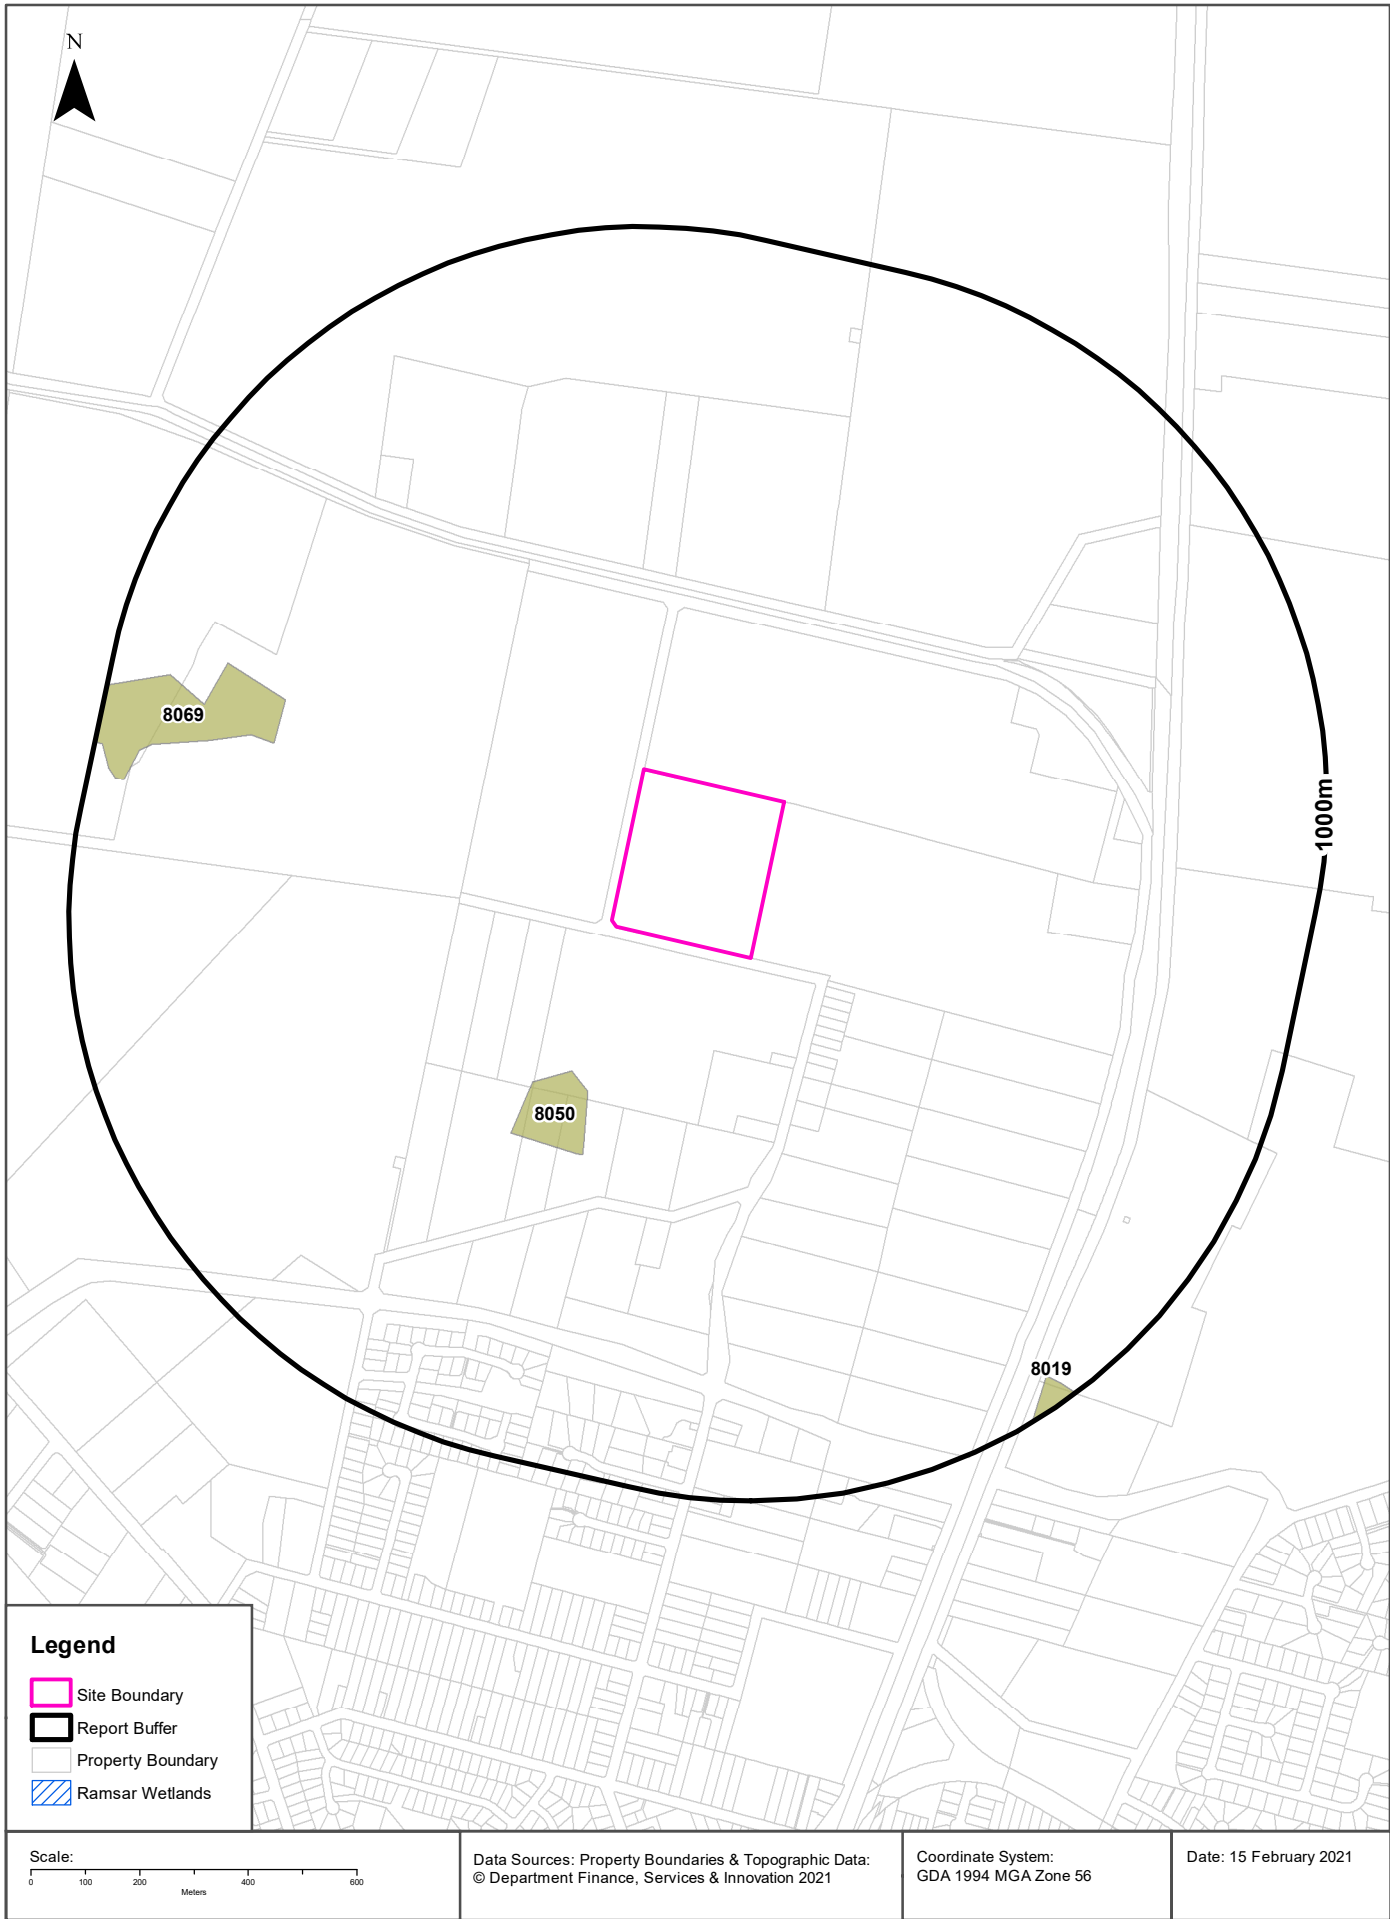 N
8069
1000m
8050
8019
Legend
Site Boundary
Report Buffer
Property Boundary
Ramsar Wetlands
Scale:
0 100 200 400 600
Meters
Data Sources: Property Boundaries & Topographic Data:
© Department Finance, Services & Innovation 2021
Coordinate System:
GDA 1994 MGA Zone 56
Date: 15 February 2021